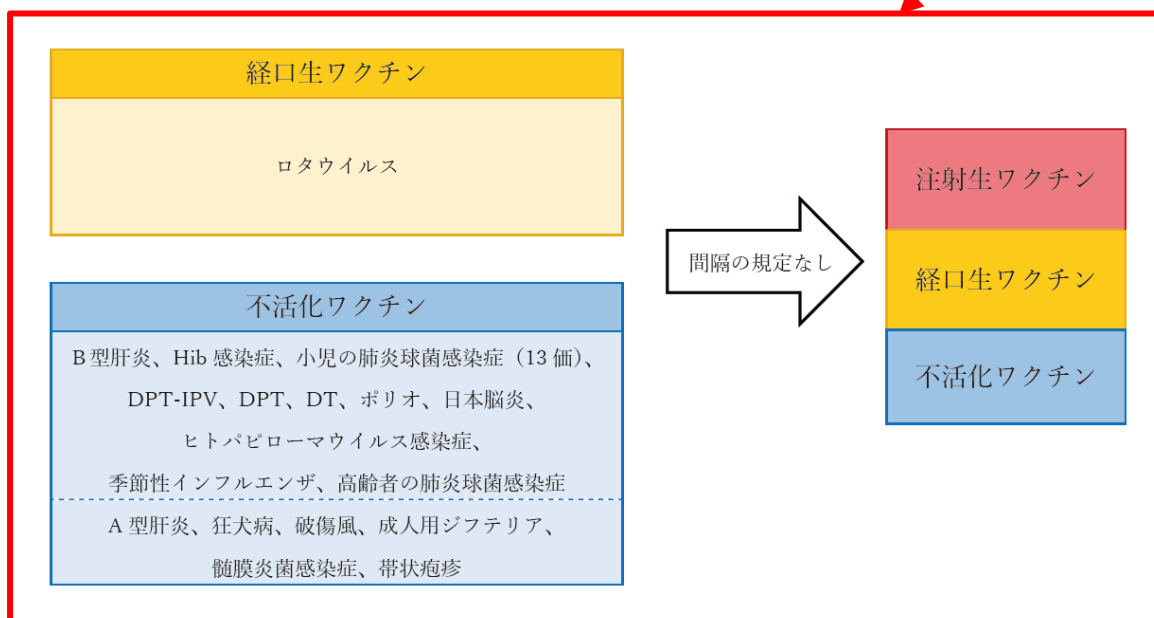 経口生ワクチン
ロタウイルス
不活化ワクチン
B型肝炎、Hib 感染症、小児の肺炎球菌感染症（13 価）、
DPT-IPV、DPT、DT、ポリオ、日本脳炎、
ヒトパピローマウイルス感染症、
季節性インフルエンザ、高齢者の肺炎球菌感染症
A 型肝炎、狂犬病、破傷風、成人用ジフテリア、
髄膜炎菌感染症、帯状疱疹
間隔の規定なし
注射生ワクチン
経口生ワクチン
不活化ワクチン